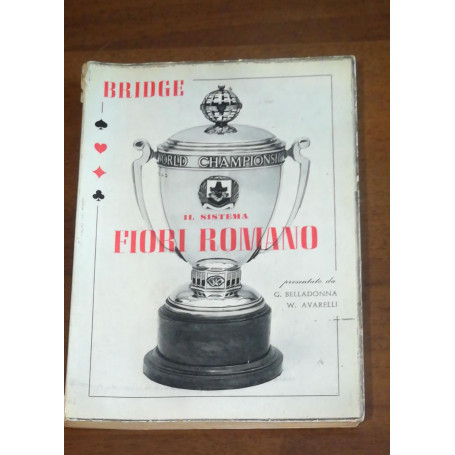 BRIDGE
WORLD CHAMPIONSHIP
IL SISTEMA
FIORI ROMANO
presentato da
G. BELLADONNA
W. AVARELLI